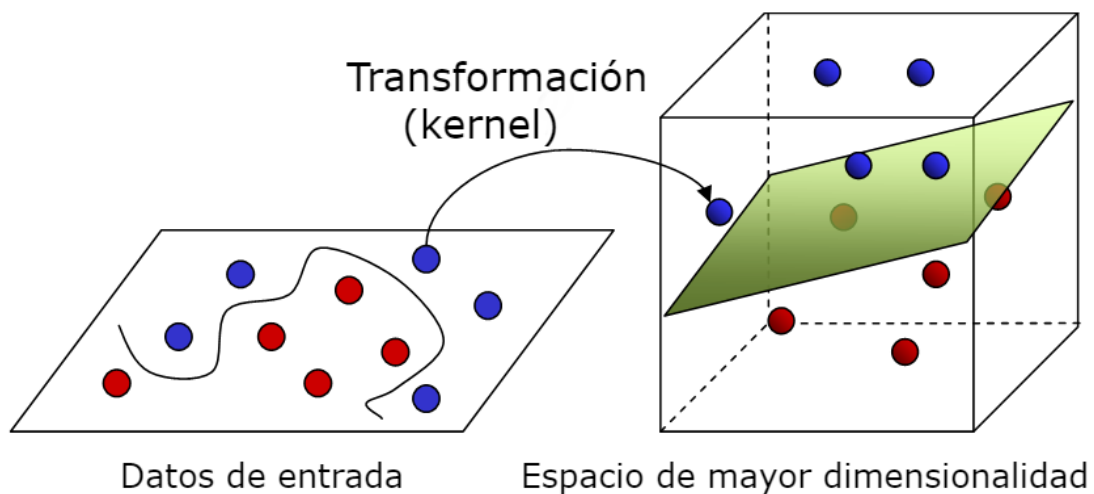 Transformación
(kernel)
Datos de entrada
Espacio de mayor dimensionalidad